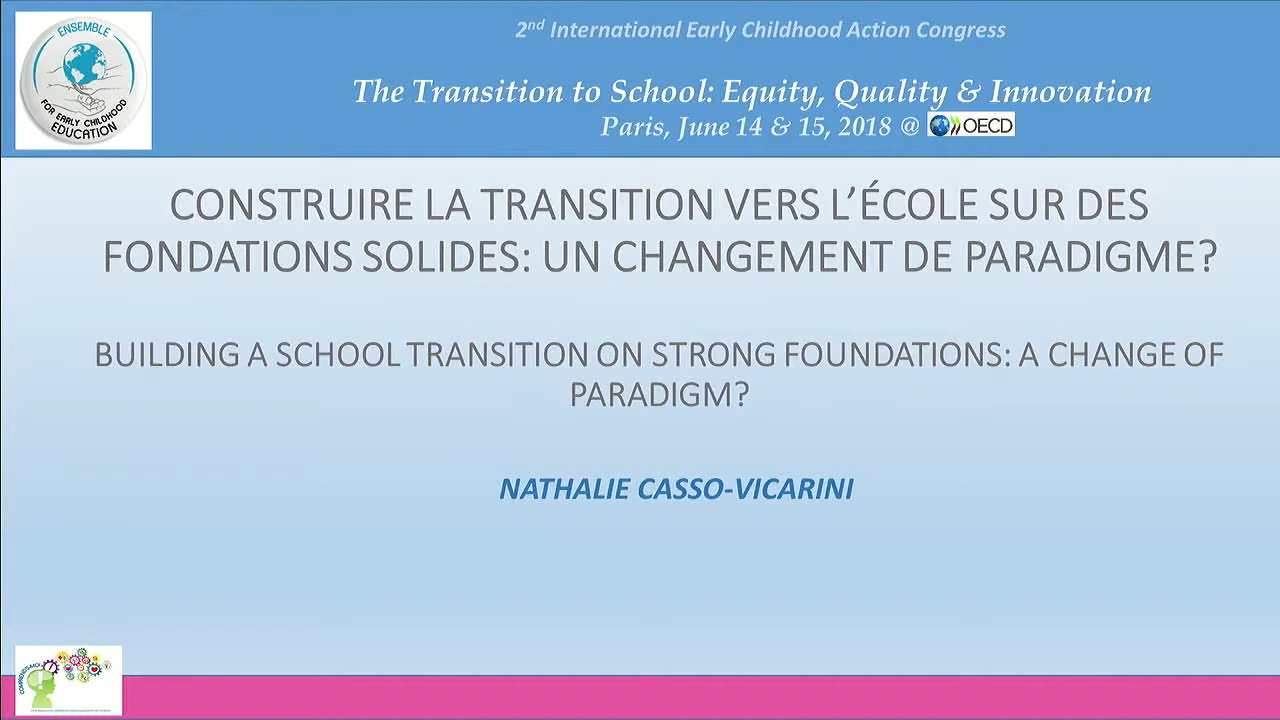 ENSEMBLE
FOR EARLY CHILDHOOD
EDUCATION
2nd International Early Childhood Action Congress
The Transition to School: Equity, Quality & Innovation
Paris, June 14 & 15, 2018 @ OECD
CONSTRUIRE LA TRANSITION VERS L’ÉCOLE SUR DES
FONDATIONS SOLIDES: UN CHANGEMENT DE PARADIGME?
BUILDING A SCHOOL TRANSITION ON STRONG FOUNDATIONS: A CHANGE OF
PARADIGM?
NATHALIE CASSO-VICARINI